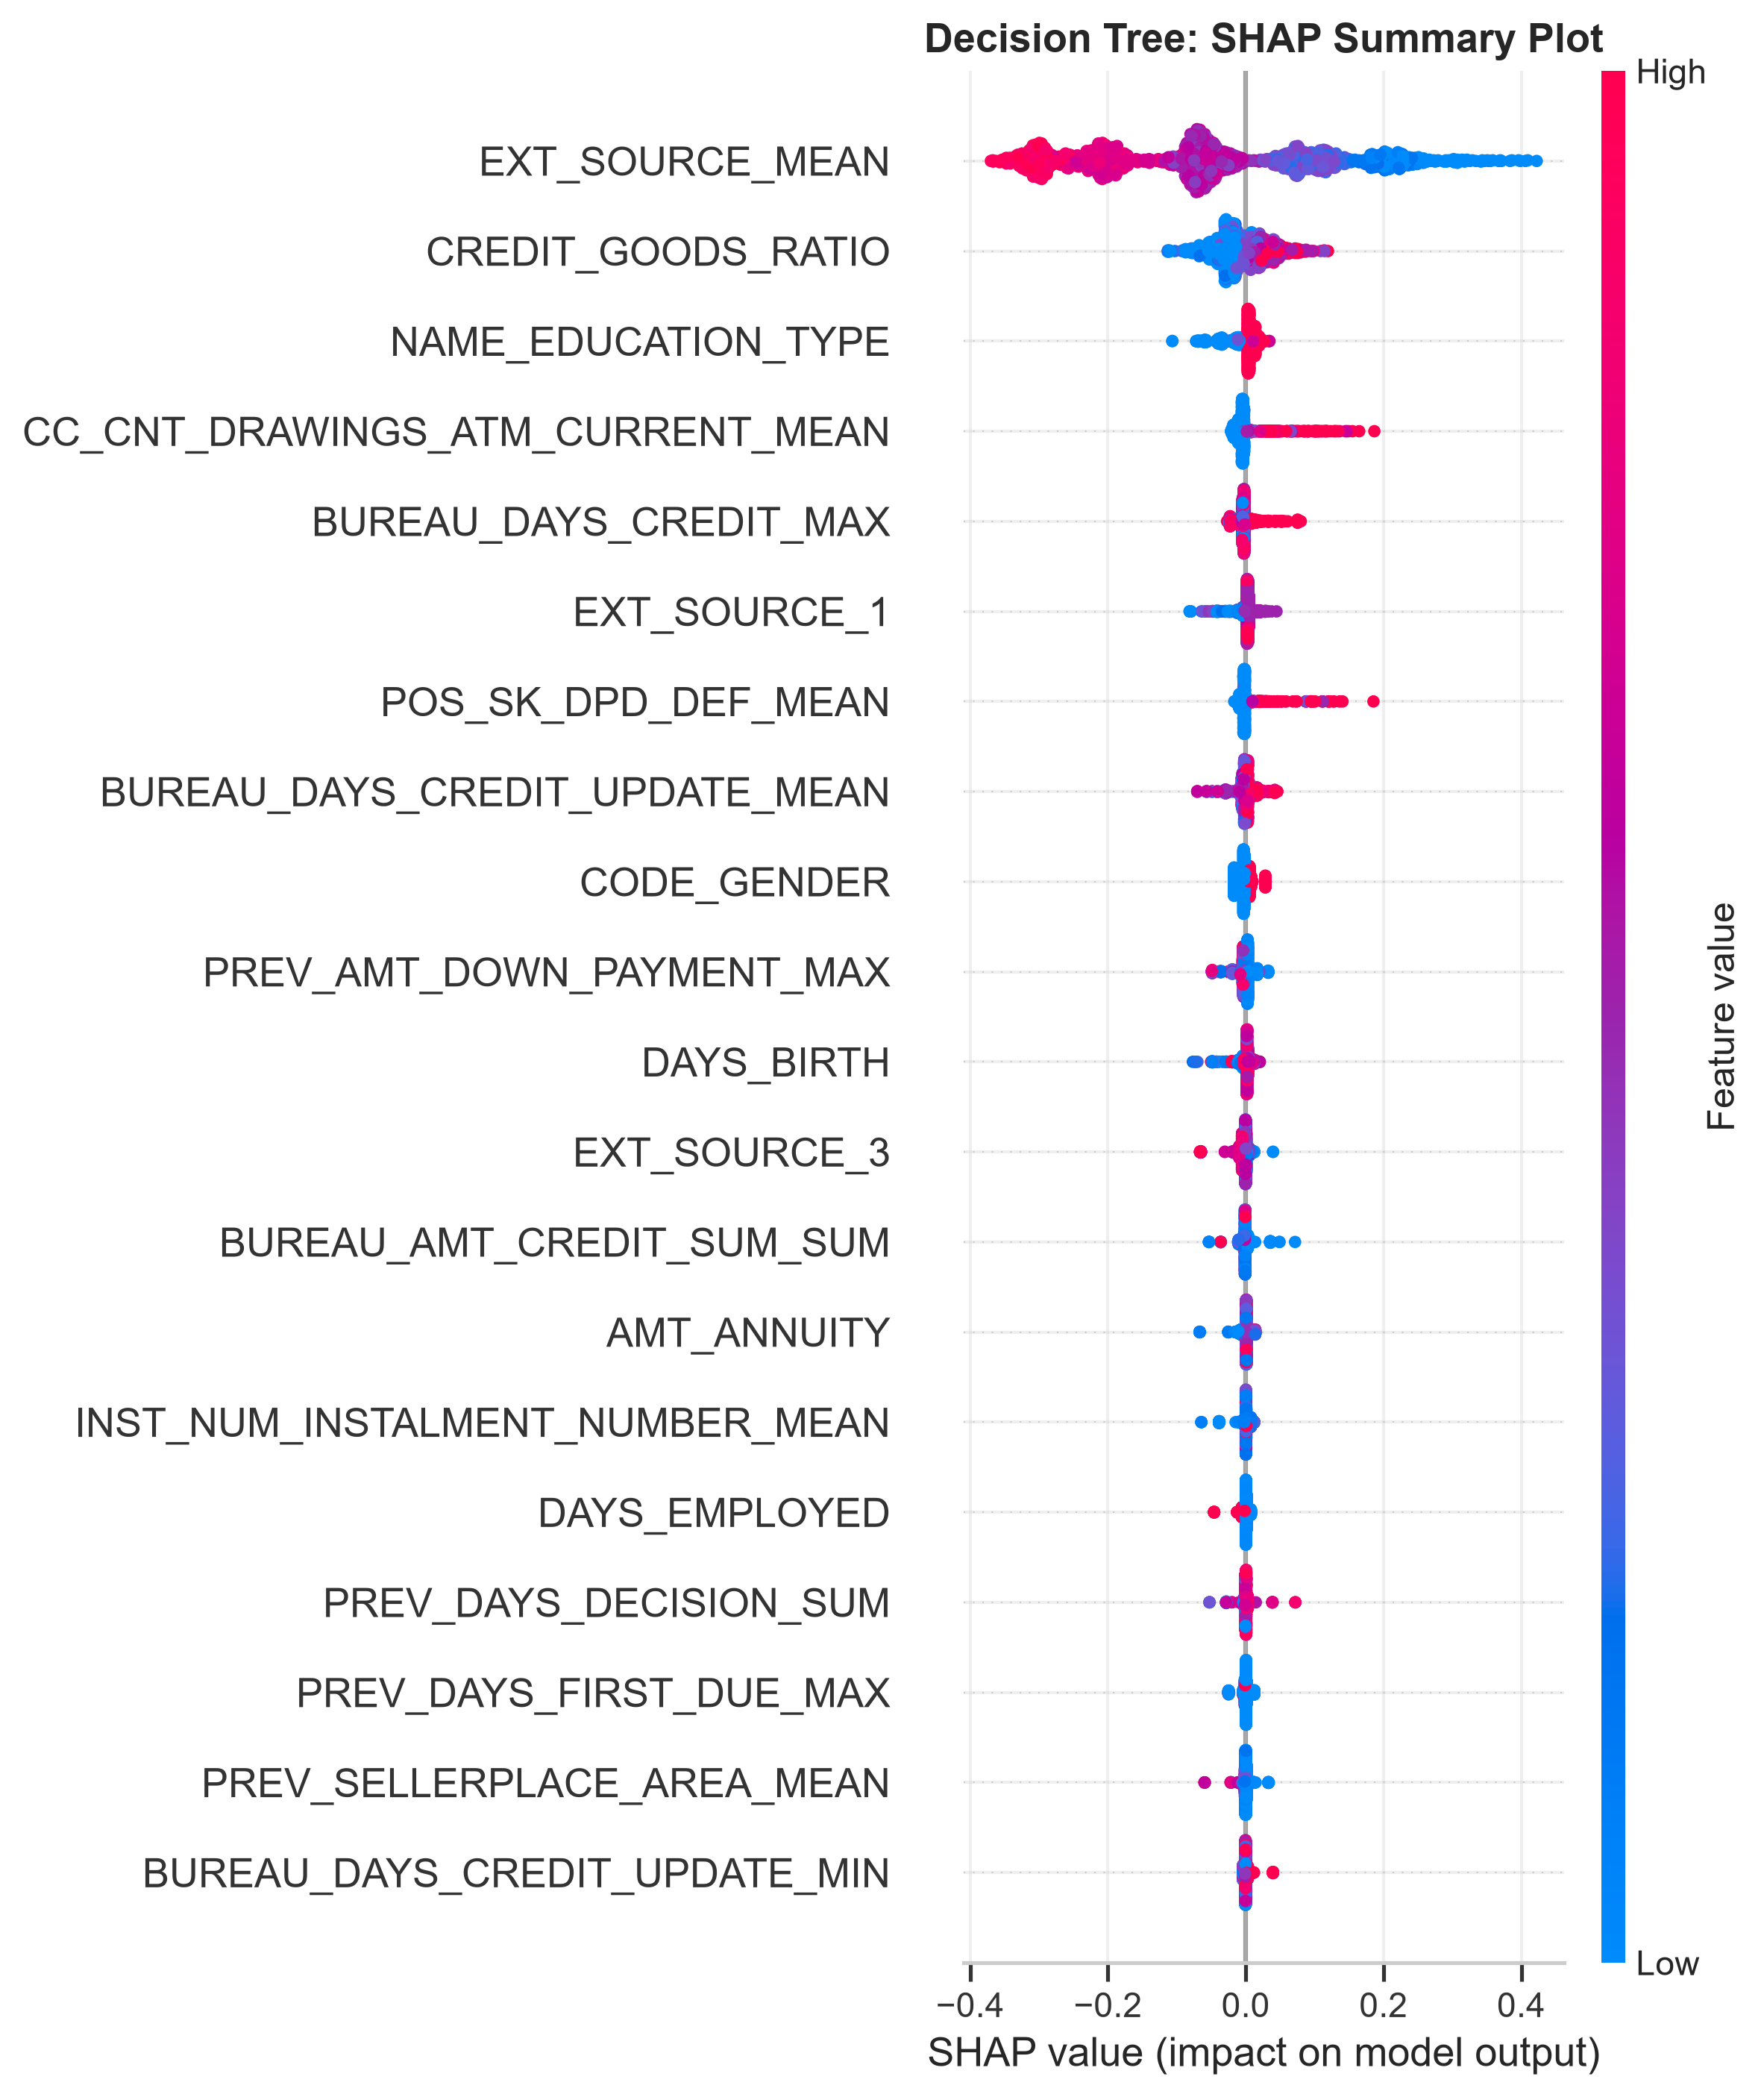 Decision Tree: SHAP Summary Plot
High
EXT_SOURCE_MEAN
CREDIT_GOODS_RATIO
NAME_EDUCATION_TYPE
CC_CNT_DRAWINGS_ATM_CURRENT_MEAN
BUREAU_DAYS_CREDIT_MAX
EXT_SOURCE_1
POS_SK_DPD_DEF_MEAN
BUREAU_DAYS_CREDIT_UPDATE_MEAN
CODE_GENDER
PREV_AMT_DOWN_PAYMENT_MAX
DAYS_BIRTH
EXT_SOURCE_3
BUREAU_AMT_CREDIT_SUM_SUM
AMT_ANNUITY
INST_NUM_INSTALMENT_NUMBER_MEAN
DAYS_EMPLOYED
PREV_DAYS_DECISION_SUM
PREV_DAYS_FIRST_DUE_MAX
PREV_SELLERPLACE_AREA_MEAN
BUREAU_DAYS_CREDIT_UPDATE_MIN
Feature value
Low
−0.4 −0.2 0.0 0.2 0.4
SHAP value (impact on model output)